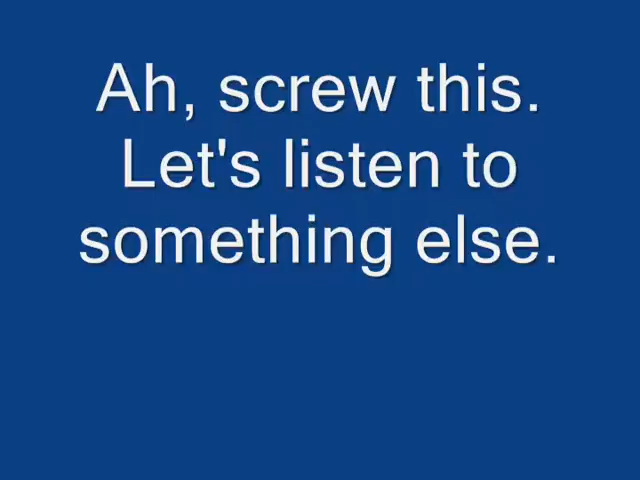 Ah, screw this.
Let's listen to
something else.